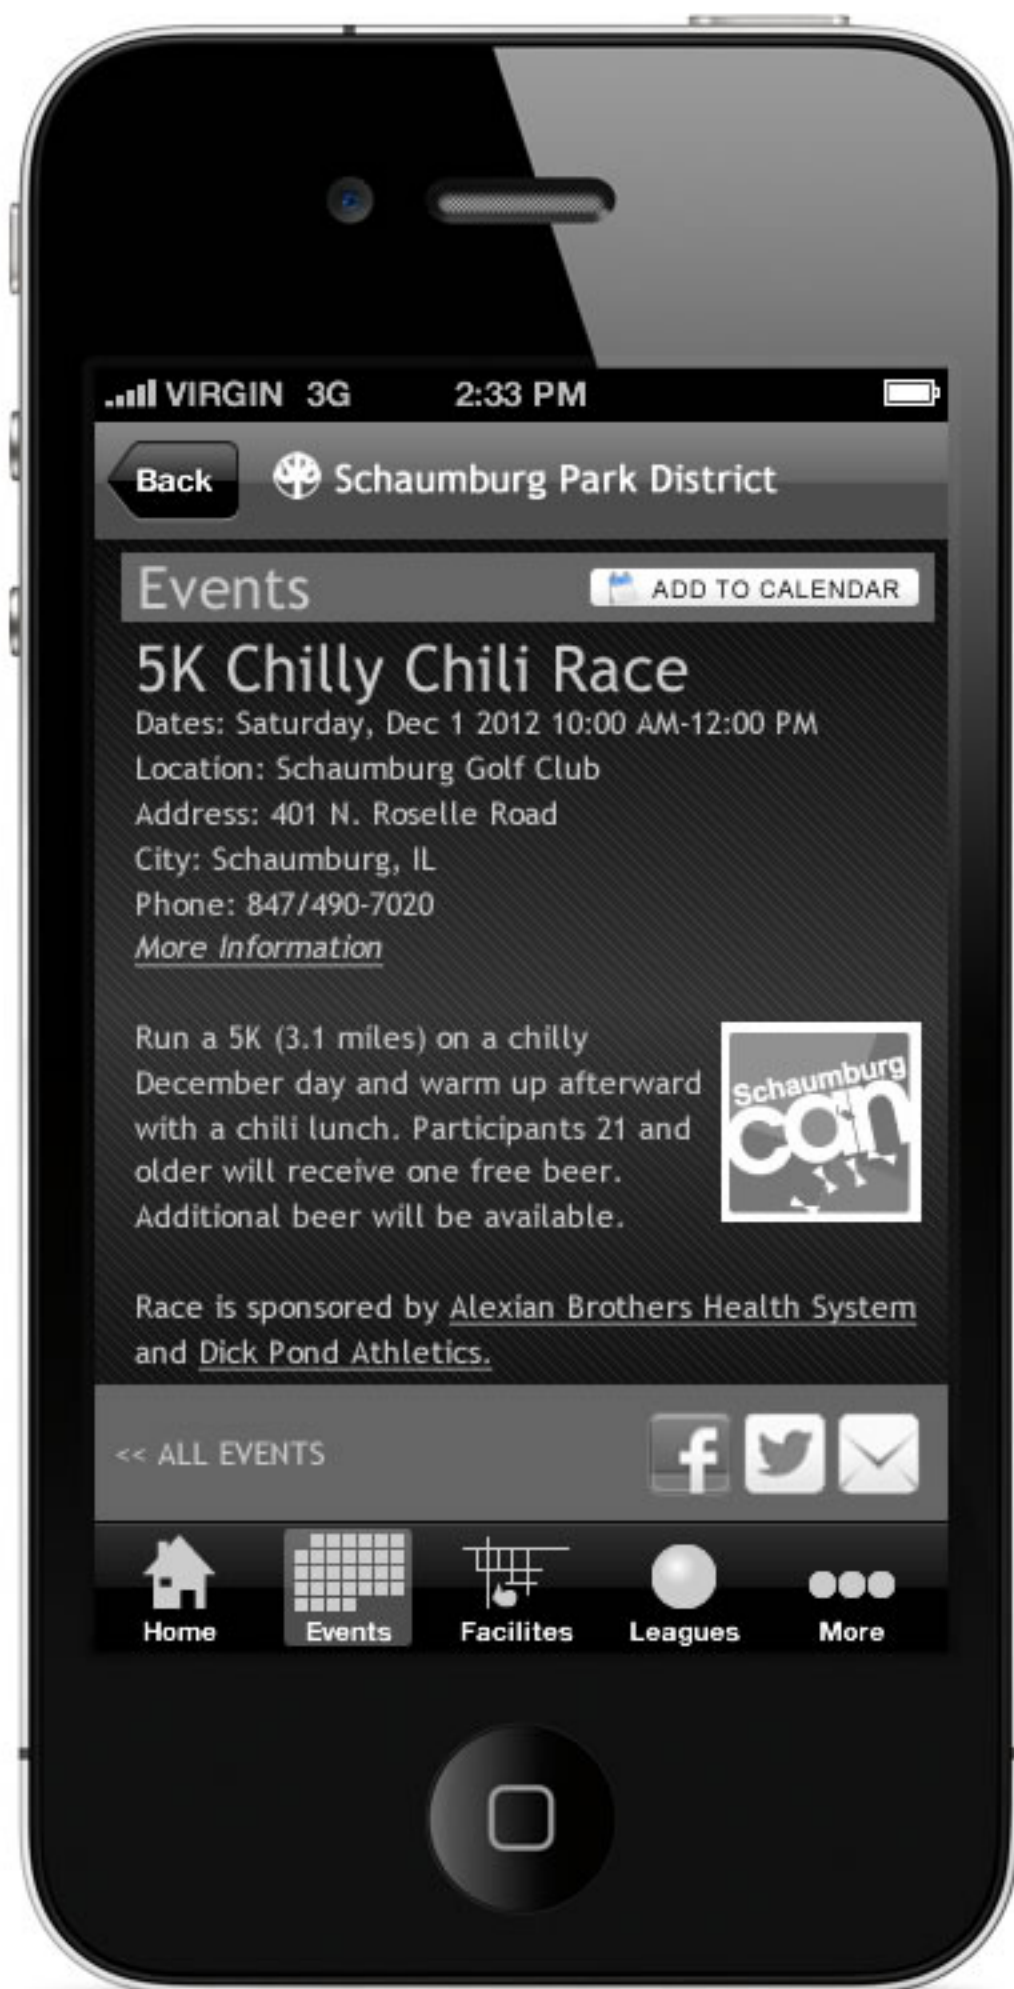 VIRGIN 3G 2:33 PM
Back Schaumburg Park District
Events ADD TO CALENDAR
5K Chilly Chili Race
Dates: Saturday, Dec 1 2012 10:00 AM-12:00 PM
Location: Schaumburg Golf Club
Address: 401 N. Roselle Road
City: Schaumburg, IL
Phone: 847/490-7020
More Information
Run a 5K (3.1 miles) on a chilly
December day and warm up afterward
with a chili lunch. Participants 21 and
older will receive one free beer.
Additional beer will be available.
Schaumburg
can
Race is sponsored by Alexian Brothers Health System
and Dick Pond Athletics.
<< ALL EVENTS f
Home Events Facilites Leagues More